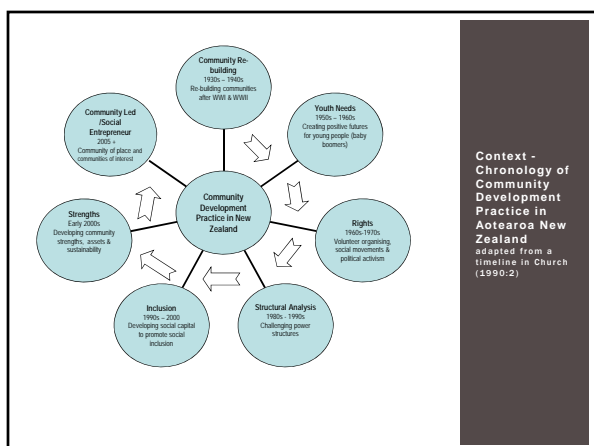 Community Re-
building
1930s – 1940s
Re-building communities
after WWI & WWII
Youth Needs
1950s – 1960s
Creating positive futures
for young people (baby
boomers)
Rights
1960s-1970s
Volunteer organising,
social movements &
political activism
Structural Analysis
1980s - 1990s
Challenging power
structures
Inclusion
1990s – 2000
Developing social capital
to promote social
inclusion
Strengths
Early 2000s
Developing community
strengths, assets &
sustainability
Community Led
/Social
Entrepreneur
2005 +
Community of place and
communities of interest
Community
Development
Practice in New
Zealand
Context -
Chronology of
Community
Development
Practice in
Aotearoa New
Zealand
adapted from a
timeline in Church
(1990:2)